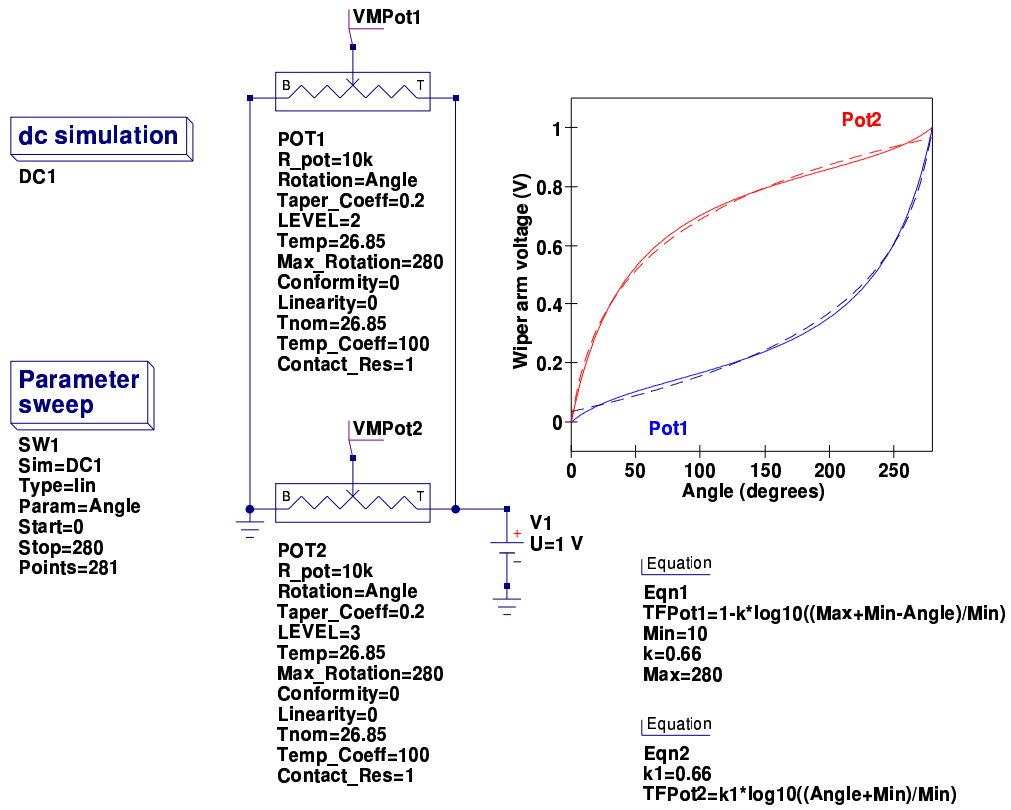 VMPot1
B T
POT1
R_pot=10k
Rotation=Angle
Taper_Coeff=0.2
LEVEL=2
Temp=26.85
Max_Rotation=280
Conformity=0
Linearity=0
Tnom=26.85
Temp_Coeff=100
Contact_Res=1
dc simulation
DC1
Parameter
sweep
SW1
Sim=DC1
Type=lin
Param=Angle
Start=0
Stop=280
Points=281
VMPot2
B T
POT2
R_pot=10k
Rotation=Angle
Taper_Coeff=0.2
LEVEL=3
Temp=26.85
Max_Rotation=280
Conformity=0
Linearity=0
Tnom=26.85
Temp_Coeff=100
Contact_Res=1
+
V1
U=1 V
−
Pot2
Pot1
Wiper arm voltage (V)
1
0.8
0.6
0.4
0.2
0
0 50 100 150 200 250
Angle (degrees)
Equation
Eqn1
TFPot1=1-k*log10((Max+Min-Angle)/Min)
Min=10
k=0.66
Max=280
Equation
Eqn2
k1=0.66
TFPot2=k1*log10((Angle+Min)/Min)